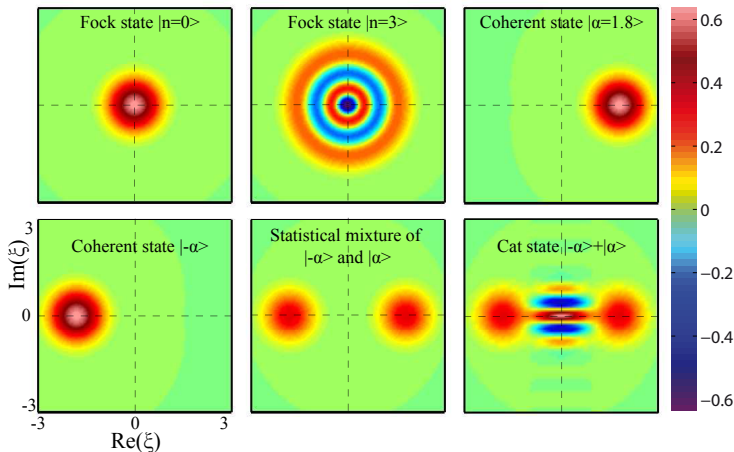 Fock state |n=0>
Fock state |n=3>
Coherent state |α=1.8>
0.6
0.4
0.2
0
−0.2
−0.4
−0.6
Coherent state |-α>
Statistical mixture of
|-α> and |α>
Cat state |-α>+|α>
3
0
-3
Im(ξ)
-3
0
3
Re(ξ)